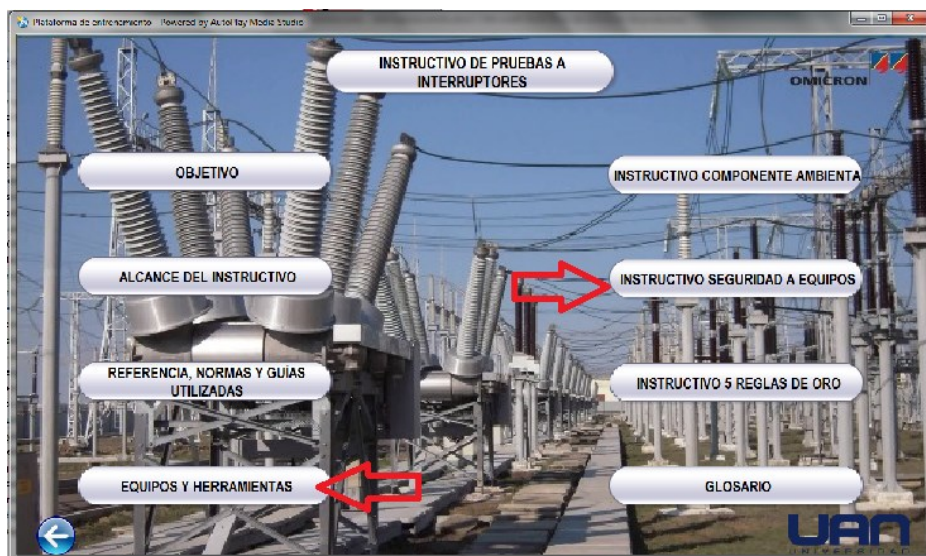 Plataforma de entrenamiento - Powered by AutoPlay Media Studio
INSTRUCTIVO DE PRUEBAS A
INTERRUPTORES
OMICRON
OBJETIVO
INSTRUCTIVO COMPONENTE AMBIENTA
ALCANCE DEL INSTRUCTIVO
INSTRUCTIVO SEGURIDAD A EQUIPOS
REFERENCIA, NORMAS Y GUÍAS
UTILIZADAS
INSTRUCTIVO 5 REGLAS DE ORO
EQUIPOS Y HERRAMIENTAS
GLOSARIO
UAN
UNIVERSIDAD